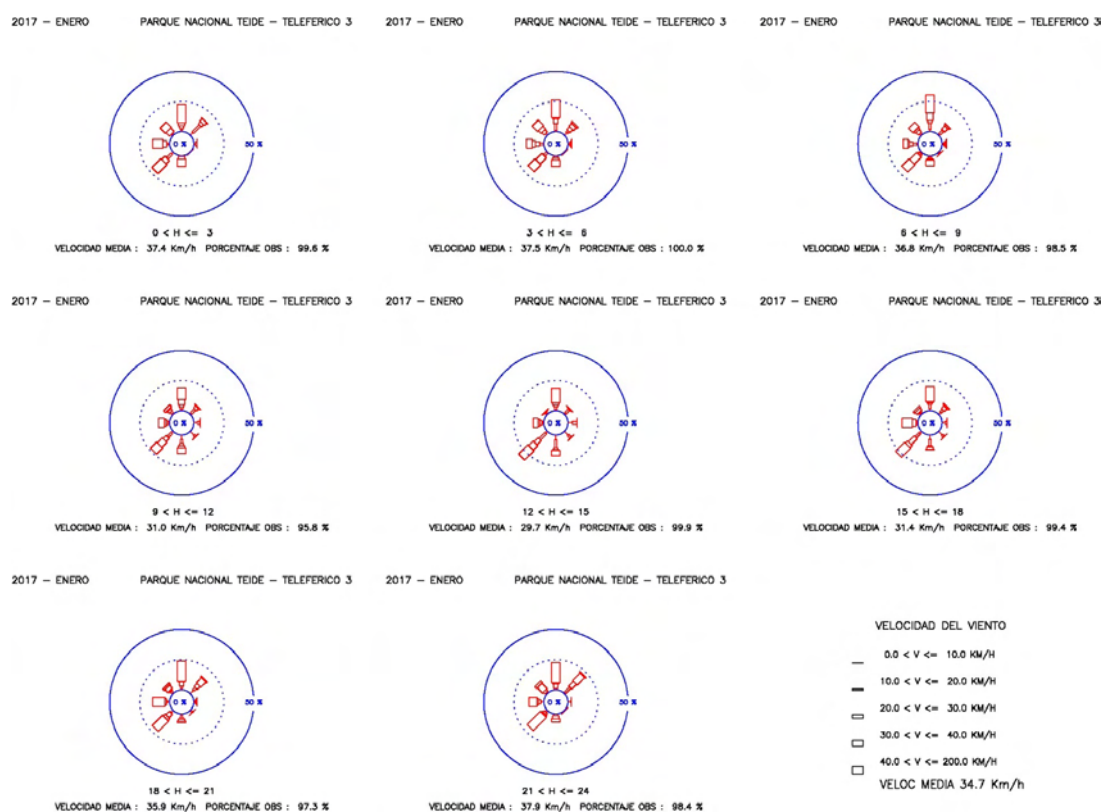 2017 – ENERO PARQUE NACIONAL TEIDE – TELEFERICO 3
0 %
50 %
0 < H <= 3
VELOCIDAD MEDIA : 37.4 Km/h PORCENTAJE OBS : 99.6 %
2017 – ENERO PARQUE NACIONAL TEIDE – TELEFERICO 3
0 %
50 %
3 < H <= 6
VELOCIDAD MEDIA : 37.5 Km/h PORCENTAJE OBS : 100.0 %
2017 – ENERO PARQUE NACIONAL TEIDE – TELEFERICO 3
0 %
50 %
6 < H <= 9
VELOCIDAD MEDIA : 36.8 Km/h PORCENTAJE OBS : 98.5 %
2017 – ENERO PARQUE NACIONAL TEIDE – TELEFERICO 3
0 %
50 %
9 < H <= 12
VELOCIDAD MEDIA : 31.0 Km/h PORCENTAJE OBS : 95.8 %
2017 – ENERO PARQUE NACIONAL TEIDE – TELEFERICO 3
0 %
50 %
12 < H <= 15
VELOCIDAD MEDIA : 29.7 Km/h PORCENTAJE OBS : 99.9 %
2017 – ENERO PARQUE NACIONAL TEIDE – TELEFERICO 3
0 %
50 %
15 < H <= 18
VELOCIDAD MEDIA : 31.4 Km/h PORCENTAJE OBS : 99.4 %
2017 – ENERO PARQUE NACIONAL TEIDE – TELEFERICO 3
0 %
50 %
18 < H <= 21
VELOCIDAD MEDIA : 35.9 Km/h PORCENTAJE OBS : 97.3 %
2017 – ENERO PARQUE NACIONAL TEIDE – TELEFERICO 3
0 %
50 %
21 < H <= 24
VELOCIDAD MEDIA : 37.9 Km/h PORCENTAJE OBS : 98.4 %
VELOCIDAD DEL VIENTO
0.0 < V <= 10.0 KM/H
10.0 < V <= 20.0 KM/H
20.0 < V <= 30.0 KM/H
30.0 < V <= 40.0 KM/H
40.0 < V <= 200.0 KM/H
VELOC MEDIA 34.7 Km/h